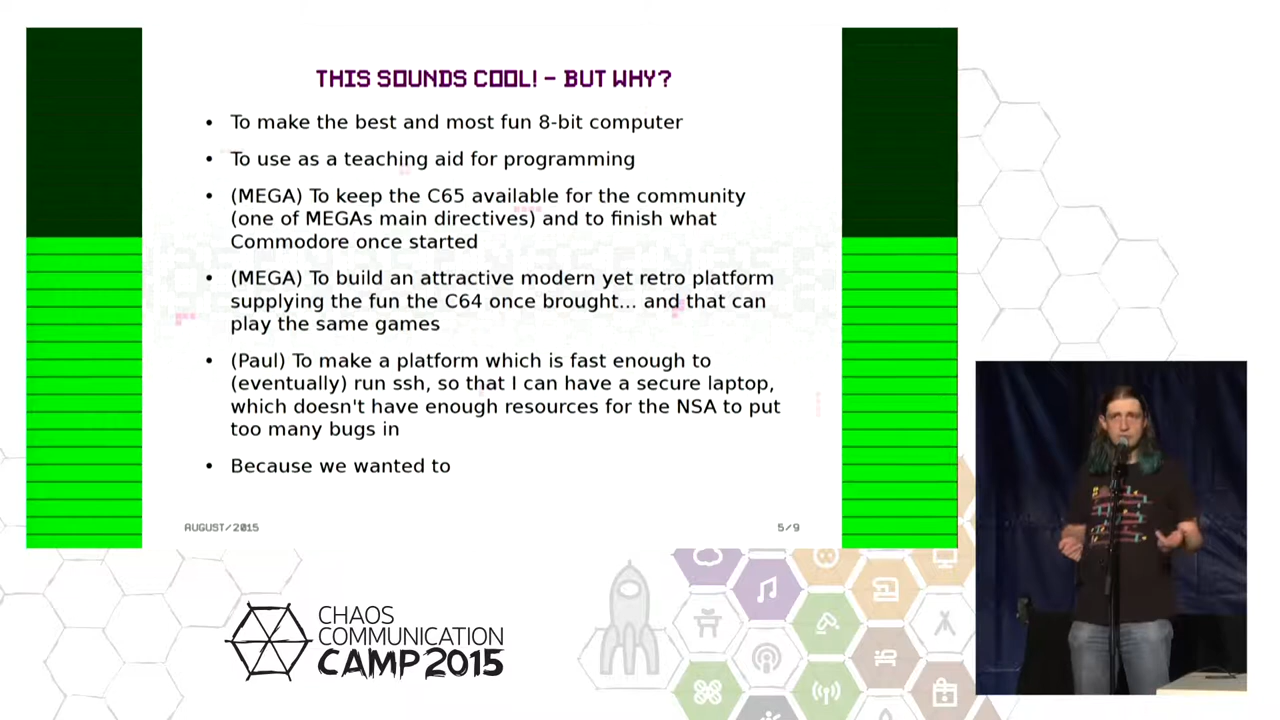 THIS SOUNDS COOL! - BUT WHY?
• To make the best and most fun 8-bit computer
• To use as a teaching aid for programming
• (MEGA) To keep the C65 available for the community
(one of MEGAs main directives) and to finish what
Commodore once started
• (MEGA) To build an attractive modern yet retro platform
supplying the fun the C64 once brought... and that can
play the same games
• (Paul) To make a platform which is fast enough to
(eventually) run ssh, so that I can have a secure laptop,
which doesn't have enough resources for the NSA to put
too many bugs in
• Because we wanted to
AUGUST/2015
5/9
CHAOS
COMMUNICATION
CAMP 2015